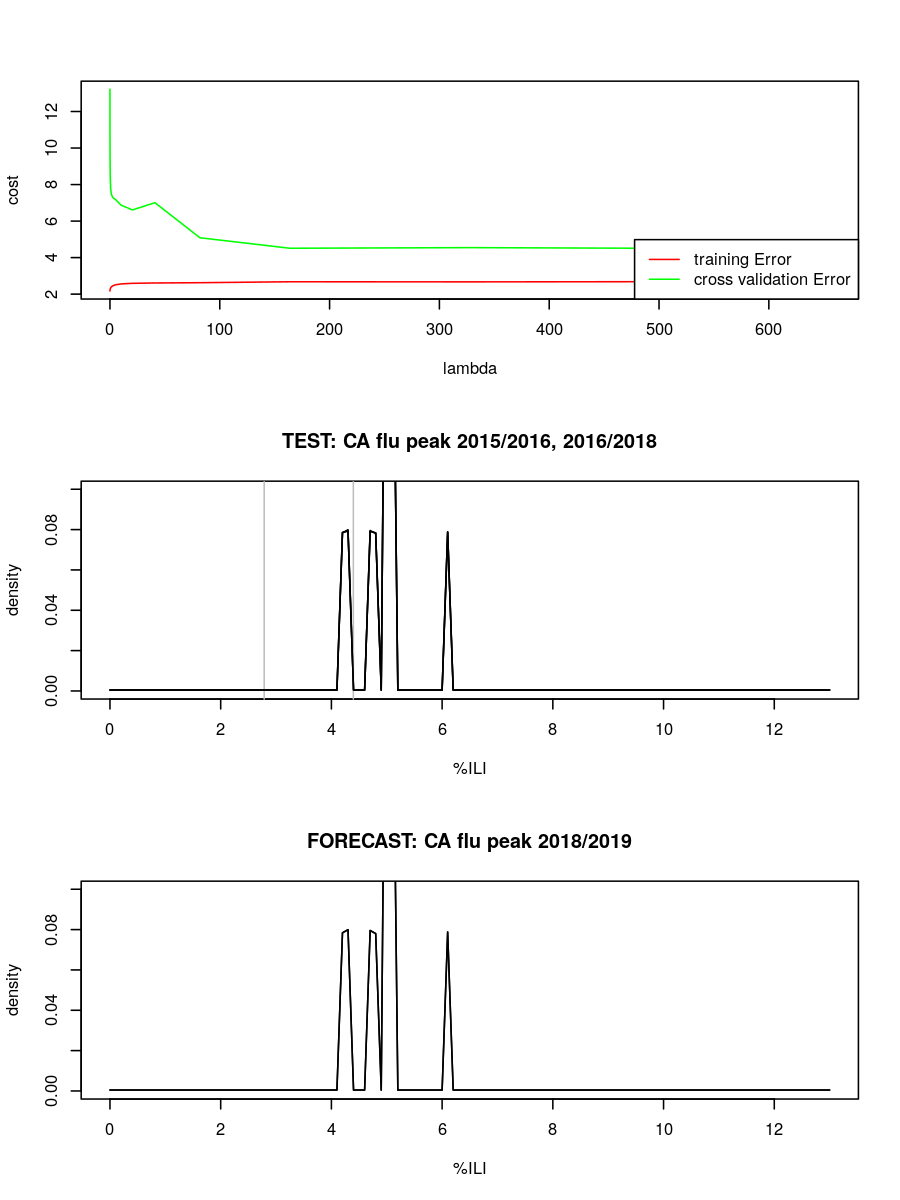 12
10
8
6
4
2
cost
training Error
cross validation Error
0 100 200 300 400 500 600
lambda
TEST: CA flu peak 2015/2016, 2016/2018
0.08
0.04
0.00
density
0 2 4 6 8 10 12
%ILI
FORECAST: CA flu peak 2018/2019
0.08
0.04
0.00
density
0 2 4 6 8 10 12
%ILI